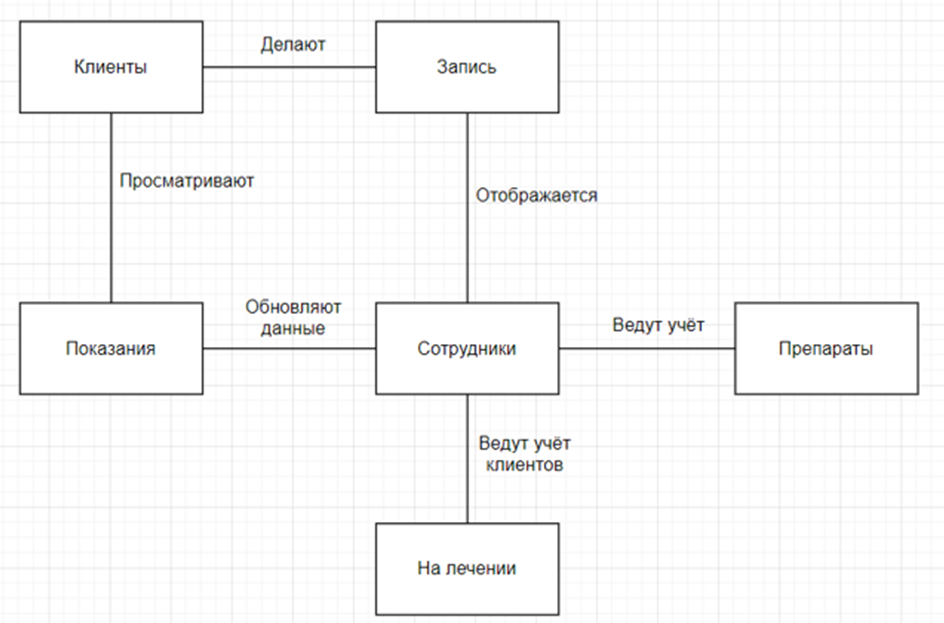 Делают
Клиенты
Запись
Просматривают
Отображается
Обновляют
данные
Ведут учёт
Показания
Сотрудники
Препараты
Ведут учёт
клиентов
На лечении